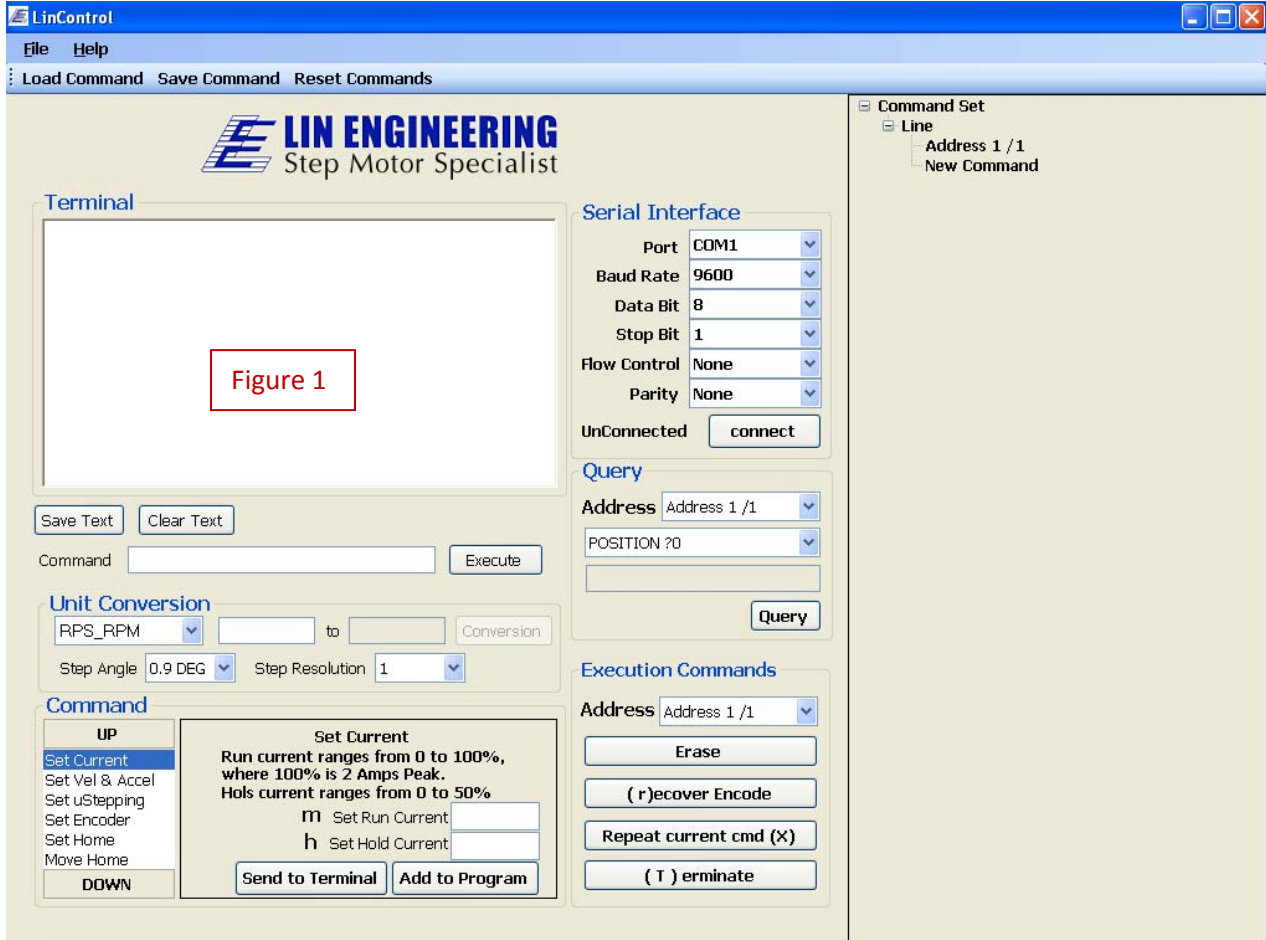 LinControl
File Help
Load Command Save Command Reset Commands
LIN ENGINEERING
Step Motor Specialist
Terminal
Figure 1
Save Text Clear Text
Command Execute
Unit Conversion
RPS_RPM to Conversion
Step Angle 0.9 DEG Step Resolution 1
Command
UP
Set Current
Set Vel & Accel
Set uStepping
Set Encoder
Set Home
Move Home
DOWN
Set Current
Run current ranges from 0 to 100%,
where 100% is 2 Amps Peak.
Hols current ranges from 0 to 50%
m Set Run Current
h Set Hold Current
Send to Terminal Add to Program
Serial Interface
Port COM1
Baud Rate 9600
Data Bit 8
Stop Bit 1
Flow Control None
Parity None
UnConnected connect
Query
Address Address 1 /1
POSITION ?0
Query
Execution Commands
Address Address 1 /1
Erase
( r )ecover Encode
Repeat current cmd (X)
( T ) erminate
Command Set
Line
Address 1 /1
New Command